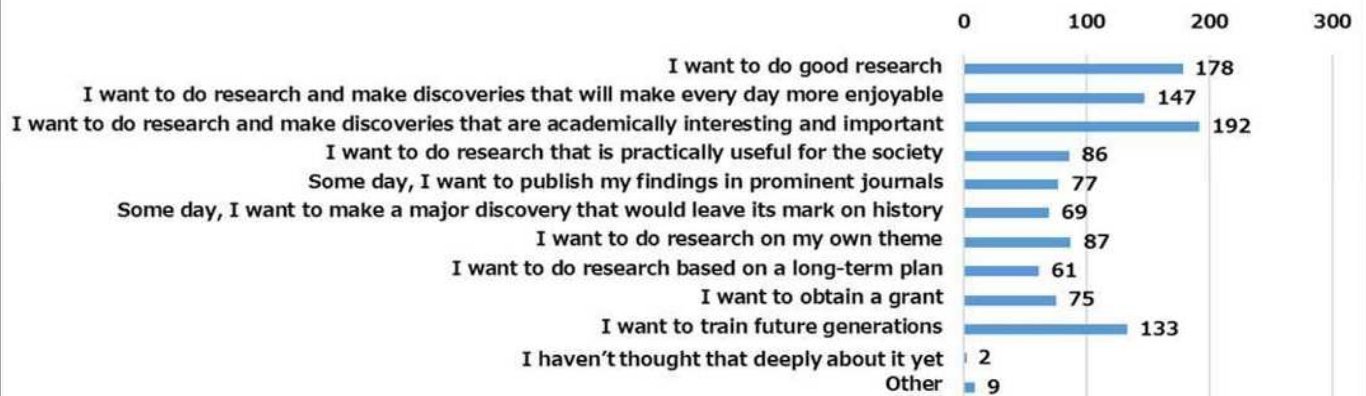 0 100 200 300
I want to do good research 178
I want to do research and make discoveries that will make every day more enjoyable 147
I want to do research and make discoveries that are academically interesting and important 192
I want to do research that is practically useful for the society 86
Some day, I want to publish my findings in prominent journals 77
Some day, I want to make a major discovery that would leave its mark on history 69
I want to do research on my own theme 87
I want to do research based on a long-term plan 61
I want to obtain a grant 75
I want to train future generations 133
I haven't thought that deeply about it yet 2
Other 9